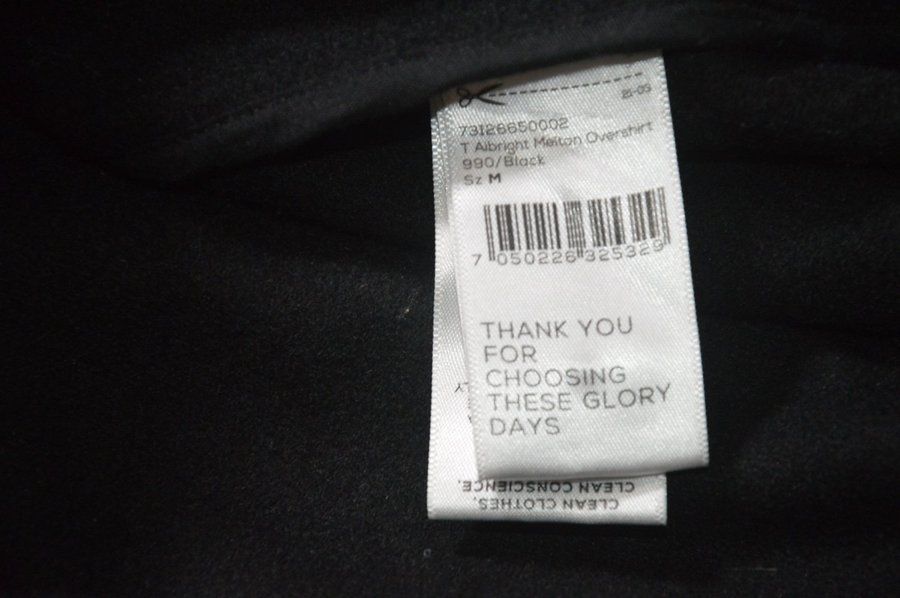 21-03
73126650002
T Albright Melton Overshirt
990/Black
Sz M
7 050226 325329
THANK YOU
FOR
CHOOSING
THESE GLORY
DAYS
CLEAN CLOTHES.
CLEAN CONSCIENCE.